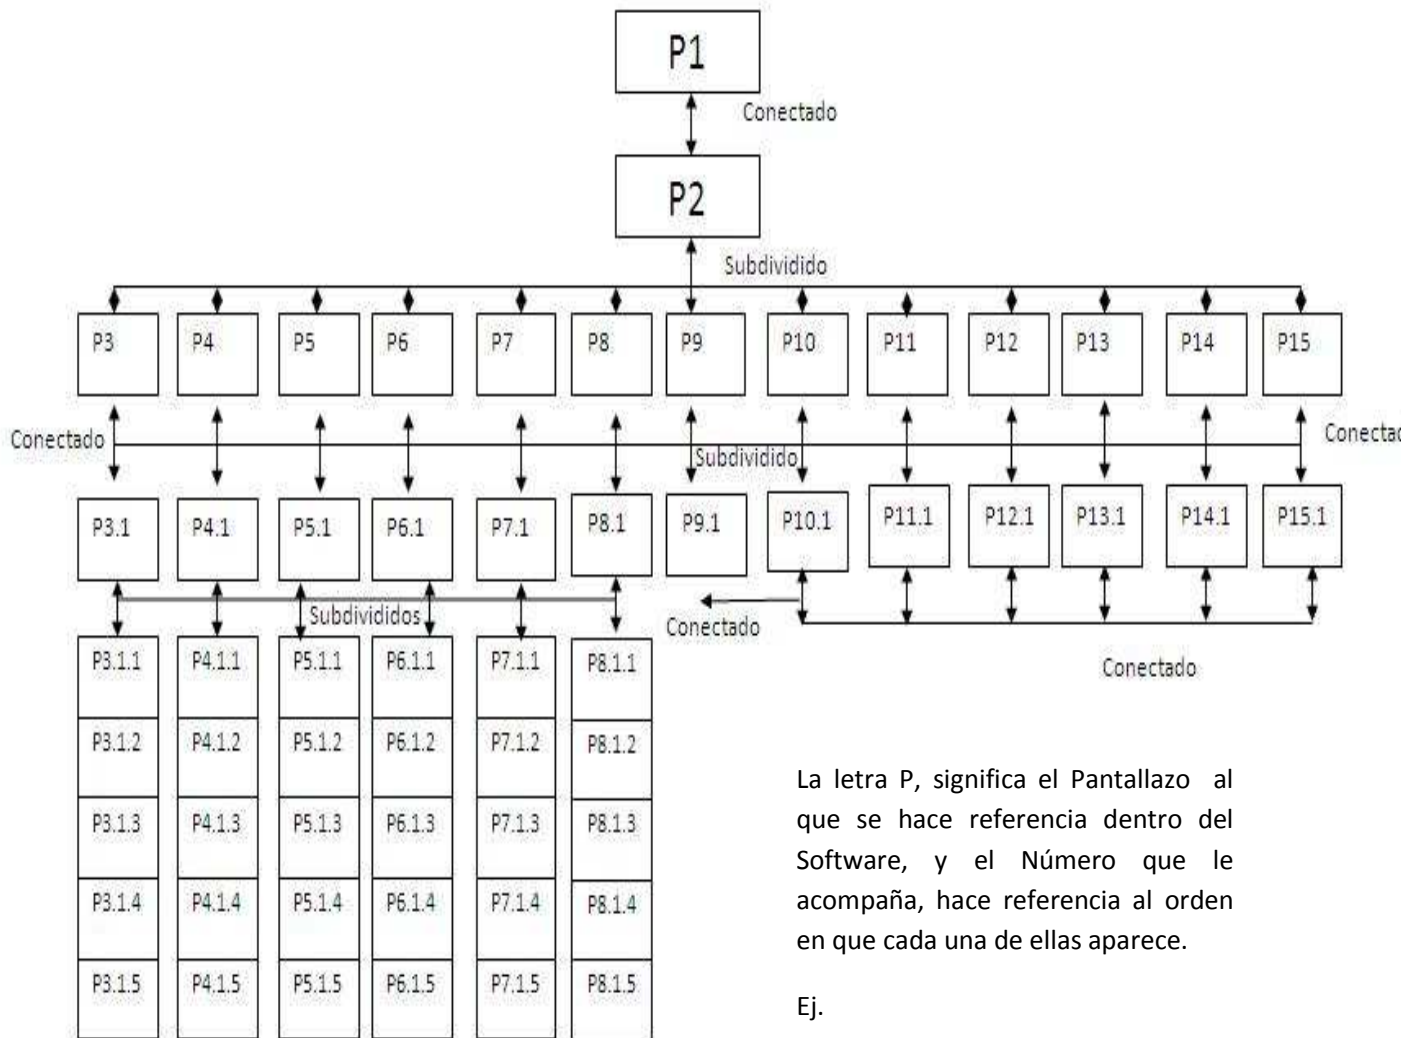 P1
Conectado
P2
Subdividido
P3 P4 P5 P6 P7 P8 P9 P10 P11 P12 P13 P14 P15
Conectado
Subdividido
Conectad
P3.1 P4.1 P5.1 P6.1 P7.1 P8.1 P9.1 P10.1 P11.1 P12.1 P13.1 P14.1 P15.1
Subdivididos
Conectado
Conectado
P3.1.1 P4.1.1 P5.1.1 P6.1.1 P7.1.1 P8.1.1
P3.1.2 P4.1.2 P5.1.2 P6.1.2 P7.1.2 P8.1.2
P3.1.3 P4.1.3 P5.1.3 P6.1.3 P7.1.3 P8.1.3
P3.1.4 P4.1.4 P5.1.4 P6.1.4 P7.1.4 P8.1.4
P3.1.5 P4.1.5 P5.1.5 P6.1.5 P7.1.5 P8.1.5
La letra P, significa el Pantallazo al
que se hace referencia dentro del
Software, y el Número que le
acompaña, hace referencia al orden
en que cada una de ellas aparece.
Ej.